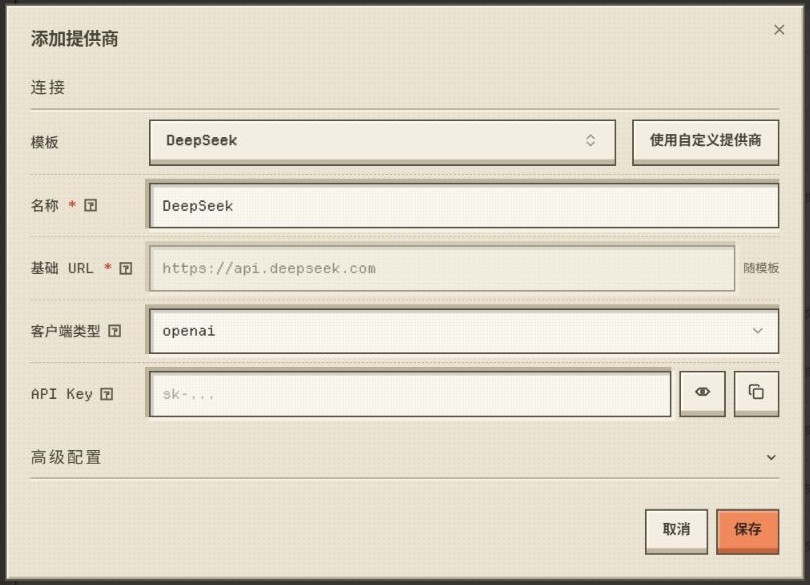 添加提供商
连接
模板 DeepSeek 使用自定义提供商
名称 * DeepSeek
基础 URL * https://api.deepseek.com 随模板
客户端类型 openai
API Key sk-...
高级配置
取消 保存